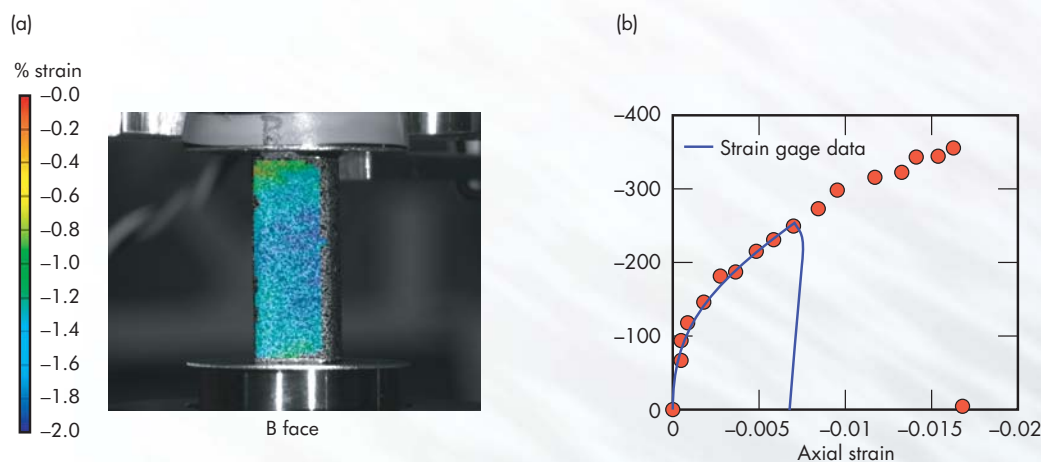 (a)
% strain
–0.0
–0.2
–0.4
–0.6
–0.8
–1.0
–1.2
–1.4
–1.6
–1.8
–2.0
B face
(b)
–400
–300
–200
–100
0
Strain gage data
0 –0.005 –0.01 –0.015 –0.02
Axial strain